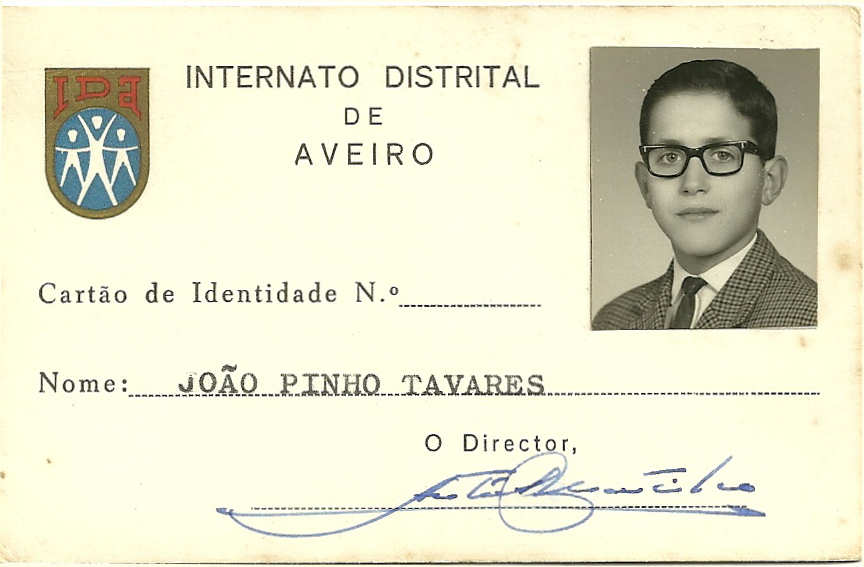 IDA
INTERNATO DISTRITAL
DE
AVEIRO
Cartão de Identidade N.º
Nome: JOÃO PINHO TAVARES
O Director,